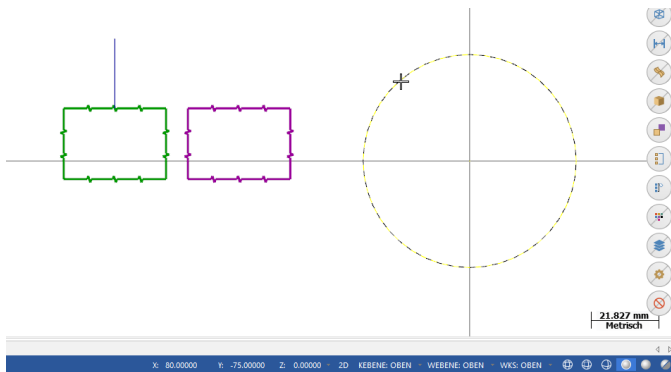 21.827 mm
Metrisch
X: 80.00000 Y: -75.00000 Z: 0.00000 - 2D KEBENE: OBEN - WEBENE: OBEN - WKS: OBEN -